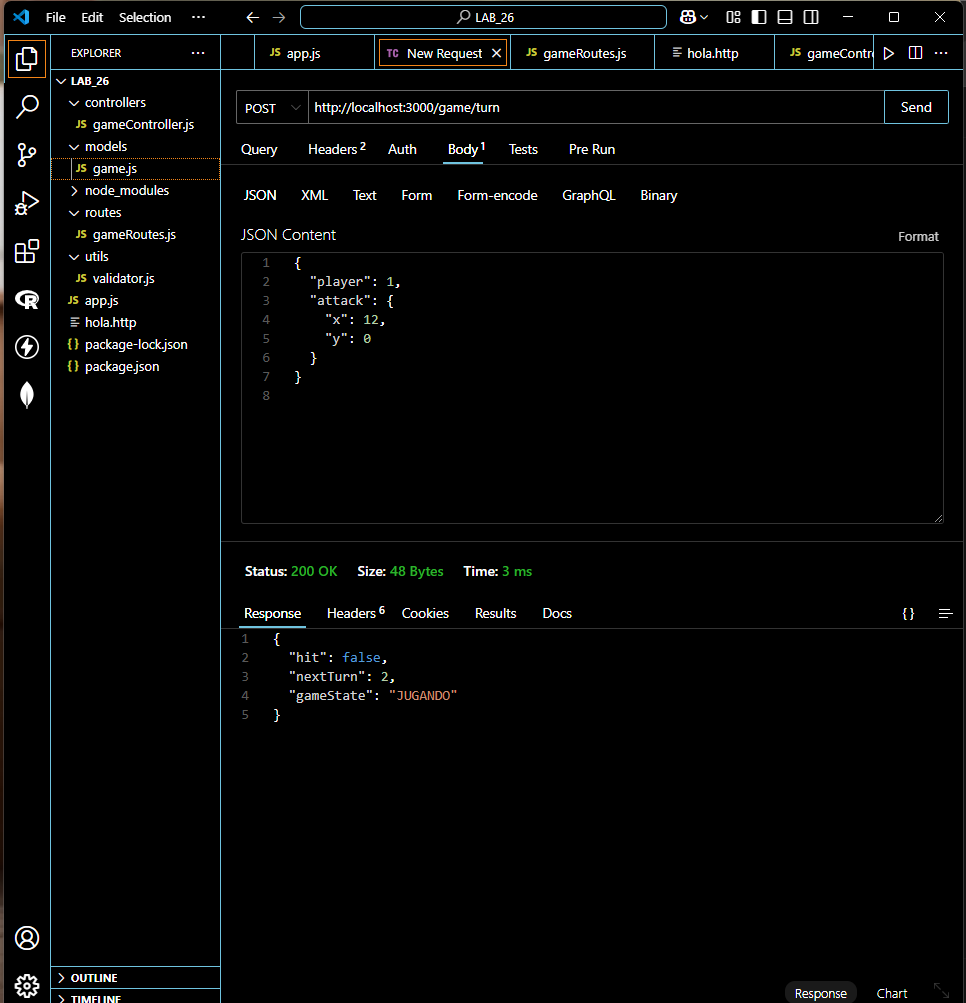 File Edit Selection ··· LAB_26
EXPLORER ···
LAB_26
controllers
JS gameController.js
models
JS game.js
node_modules
routes
JS gameRoutes.js
utils
JS validator.js
JS app.js
hola.http
{} package-lock.json
{} package.json
OUTLINE
TIMELINE
JS app.js TC New Request JS gameRoutes.js hola.http JS gameContro ···
POST http://localhost:3000/game/turn Send
Query Headers 2 Auth Body 1 Tests Pre Run
JSON XML Text Form Form-encode GraphQL Binary
JSON Content Format
1 {
2 "player": 1,
3 "attack": {
4 "x": 12,
5 "y": 0
6 }
7 }
8
Status: 200 OK Size: 48 Bytes Time: 3 ms
Response Headers 6 Cookies Results Docs {}
1 {
2 "hit": false,
3 "nextTurn": 2,
4 "gameState": "JUGANDO"
5 }
Response Chart